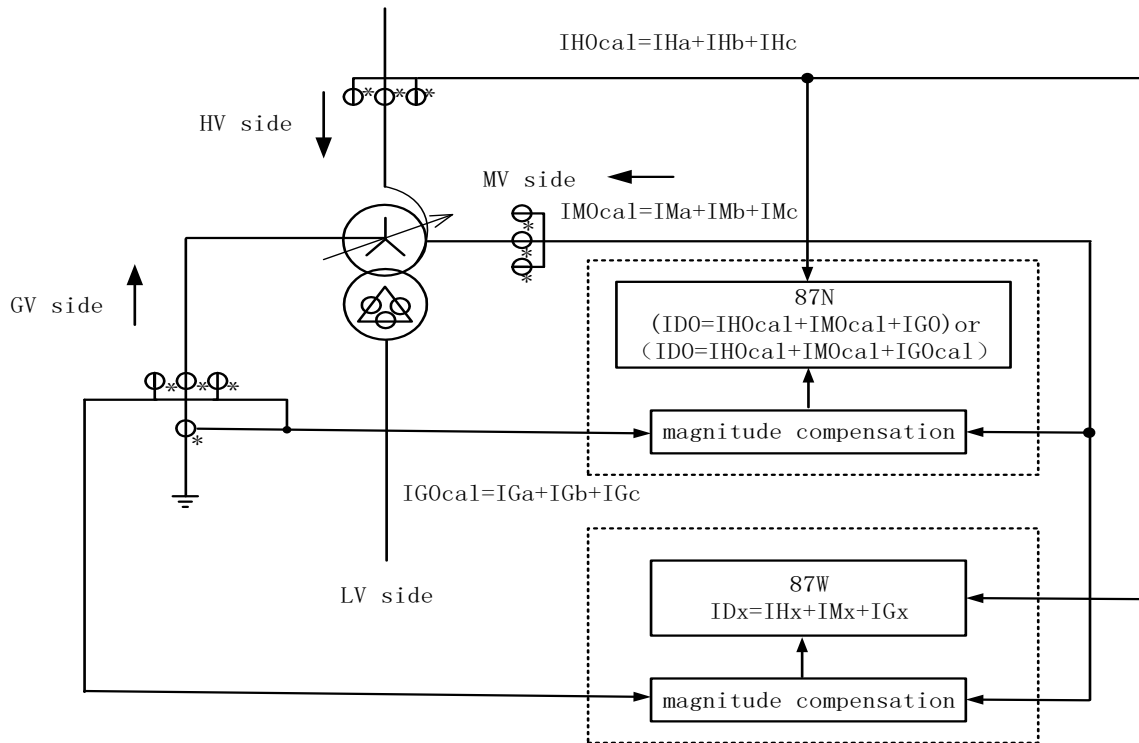 IH0cal=IHa+IHb+IHc
* * *
HV side
MV side
IM0cal=IMa+IMb+IMc
*
*
*
GV side
87N
(ID0=IH0cal+IM0cal+IG0)or
(ID0=IH0cal+IM0cal+IG0cal)
* * *
*
magnitude compensation
IG0cal=IGa+IGb+IGc
87W
IDx=IHx+IMx+IGx
LV side
magnitude compensation